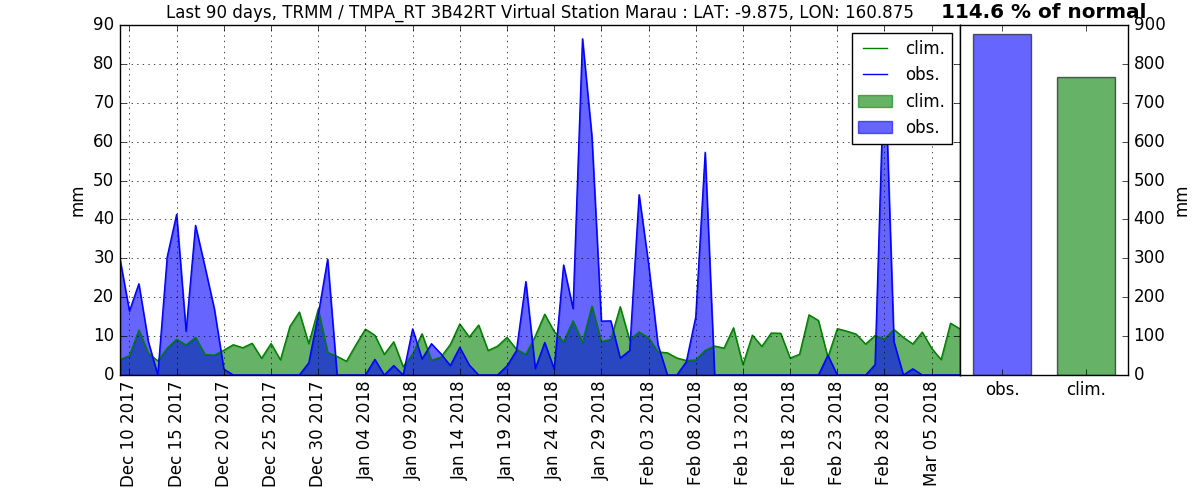 Last 90 days, TRMM / TMPA_RT 3B42RT Virtual Station Marau : LAT: -9.875, LON: 160.875
114.6 % of normal
90
80
70
60
50
40
30
20
10
0
mm
clim.
obs.
clim.
obs.
900
800
700
600
500
400
300
200
100
0
mm
Dec 10 2017
Dec 15 2017
Dec 20 2017
Dec 25 2017
Dec 30 2017
Jan 04 2018
Jan 09 2018
Jan 14 2018
Jan 19 2018
Jan 24 2018
Jan 29 2018
Feb 03 2018
Feb 08 2018
Feb 13 2018
Feb 18 2018
Feb 23 2018
Feb 28 2018
Mar 05 2018
obs.
clim.